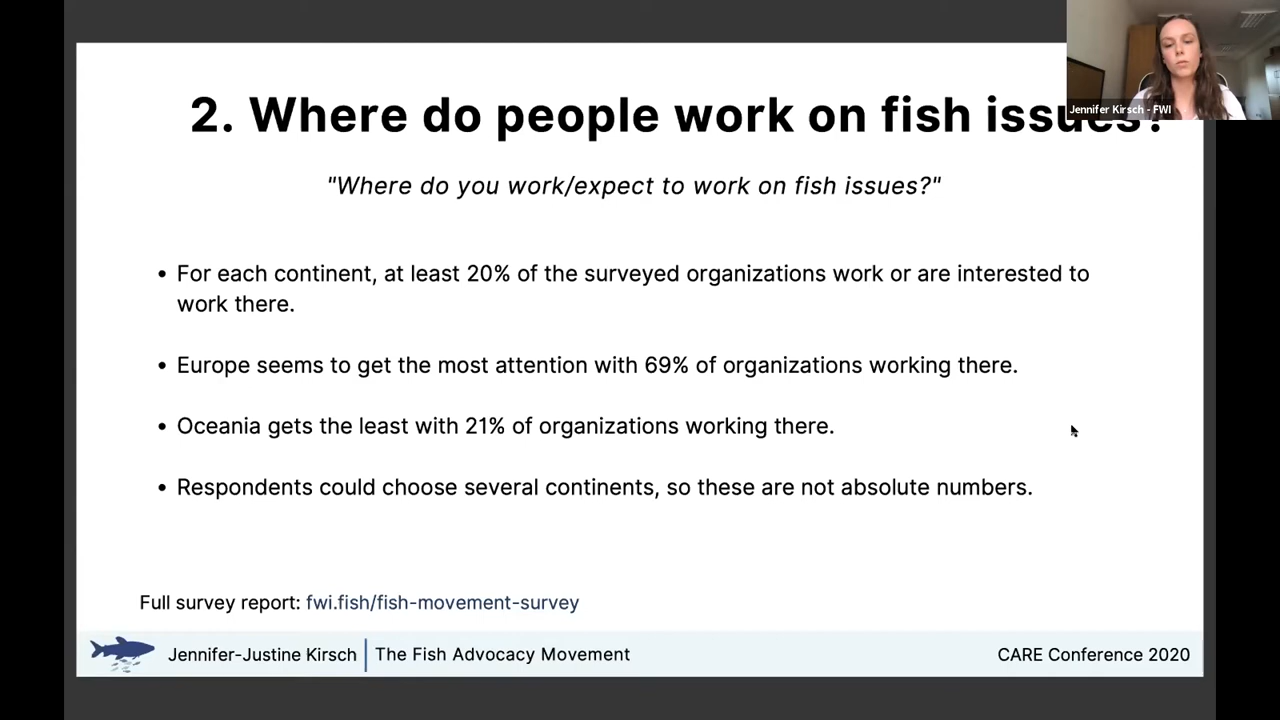 Jennifer Kirsch - FWI
2. Where do people work on fish issues?
"Where do you work/expect to work on fish issues?"
• For each continent, at least 20% of the surveyed organizations work or are interested to
work there.
• Europe seems to get the most attention with 69% of organizations working there.
• Oceania gets the least with 21% of organizations working there.
• Respondents could choose several continents, so these are not absolute numbers.
Full survey report: fwi.fish/fish-movement-survey
Jennifer-Justine Kirsch | The Fish Advocacy Movement CARE Conference 2020